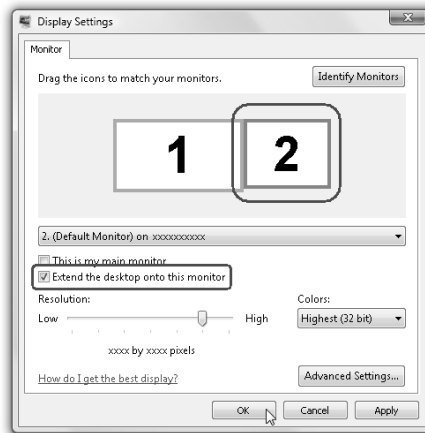 Display Settings
Monitor
Drag the icons to match your monitors.
Identify Monitors
1
2
2. (Default Monitor) on xxxxxxxxxx
This is my main monitor
Extend the desktop onto this monitor
Resolution:
Colors:
Low
High
Highest (32 bit)
xxxx by xxxx pixels
How do I get the best display?
Advanced Settings...
OK
Cancel
Apply